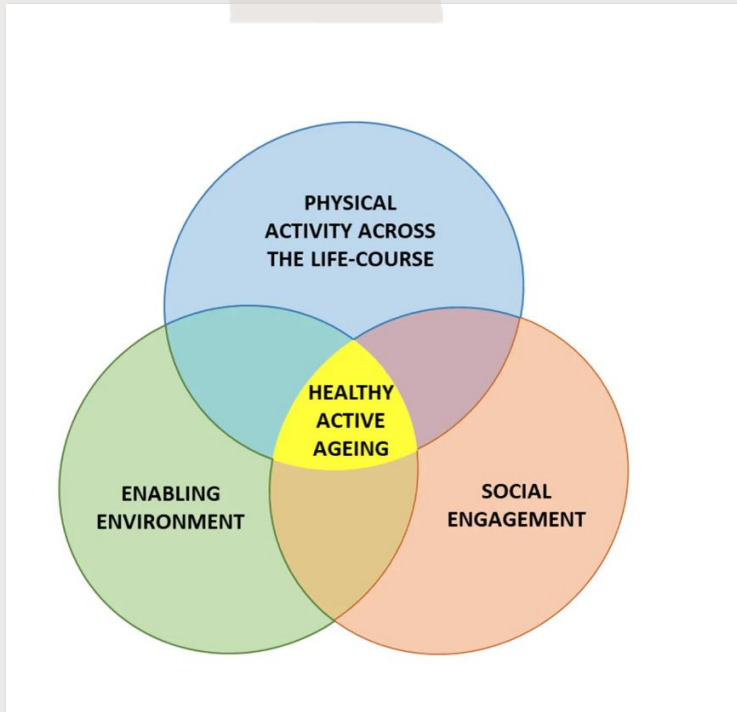 PHYSICAL
ACTIVITY ACROSS
THE LIFE-COURSE
HEALTHY
ACTIVE
AGEING
ENABLING
ENVIRONMENT
SOCIAL
ENGAGEMENT